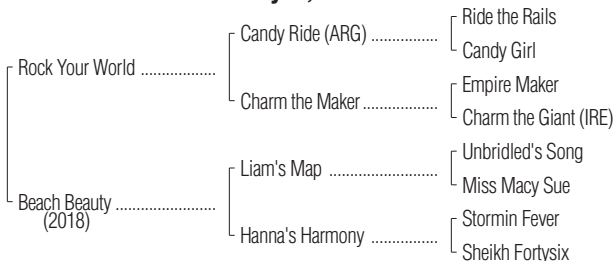 Ride the Rails
Candy Ride (ARG) ................
Candy Girl
Rock Your World ..................
Empire Maker
Charm the Maker ..................
Charm the Giant (IRE)
Unbridled's Song
Liam's Map ..........................
Miss Macy Sue
Beach Beauty ........................
(2018)
Stormin Fever
Hanna's Harmony ................
Sheikh Fortysix